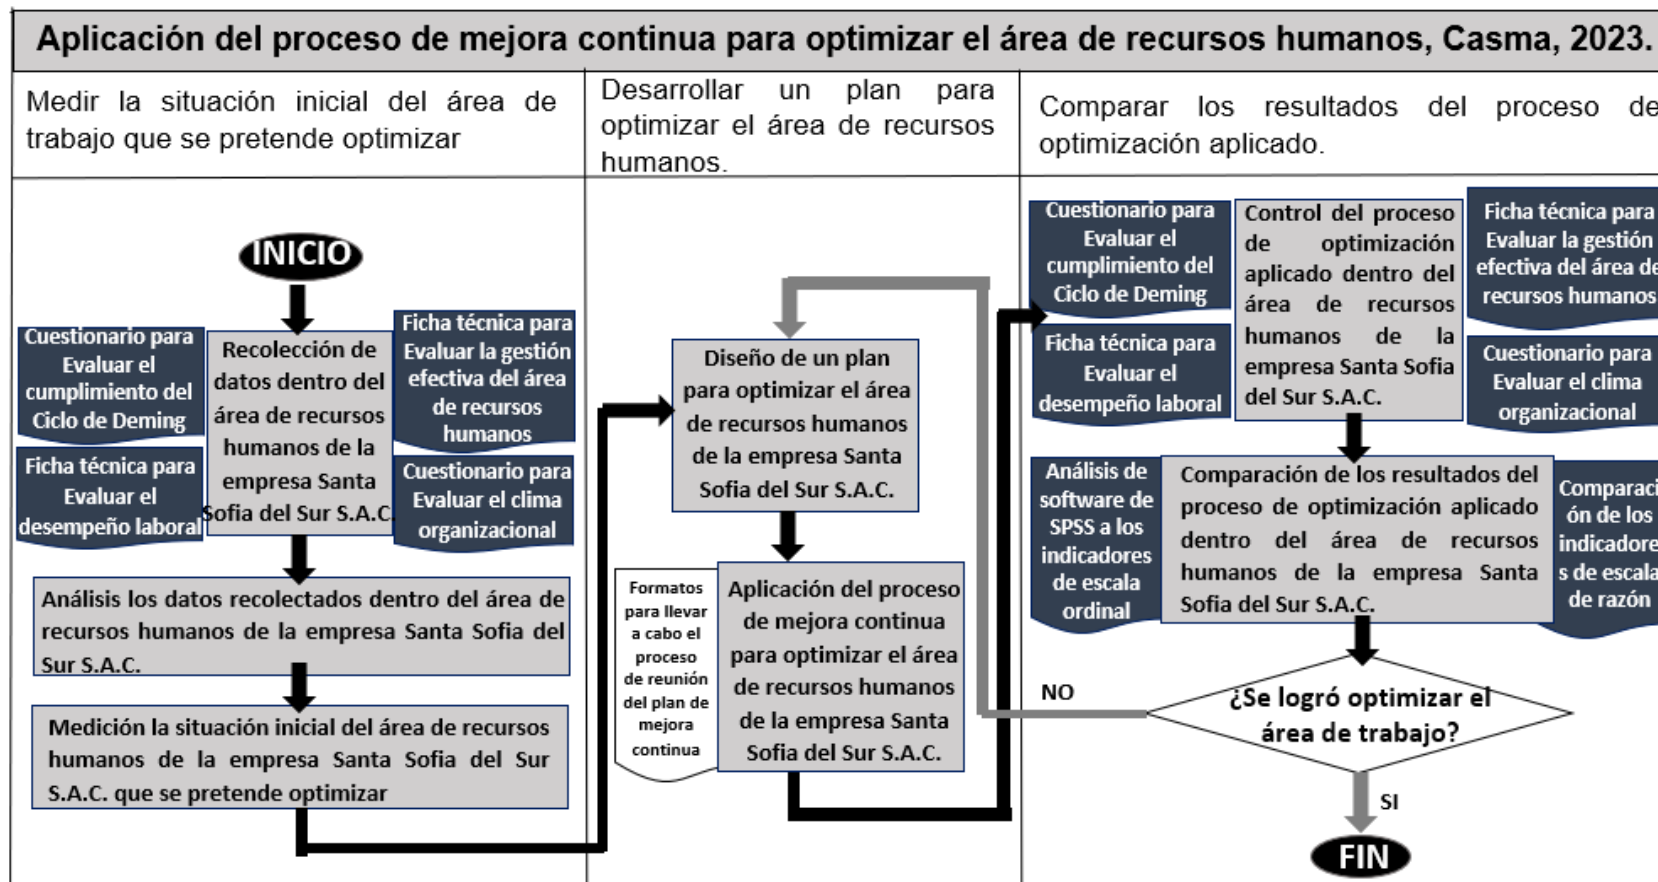 Aplicación del proceso de mejora continua para optimizar el área de recursos humanos, Casma, 2023.
Medir la situación inicial del área de
trabajo que se pretende optimizar
Desarrollar un plan para
optimizar el área de recursos
humanos.
Comparar los resultados del proceso de
optimización aplicado.
INICIO
Cuestionario para
Evaluar el
cumplimiento del
Ciclo de Deming
Ficha técnica para
Evaluar el
desempeño laboral
Recolección de
datos dentro del
área de recursos
humanos de la
empresa Santa
Sofia del Sur S.A.C.
Ficha técnica para
Evaluar la gestión
efectiva del área
de recursos
humanos
Cuestionario para
Evaluar el clima
organizacional
Análisis los datos recolectados dentro del área de
recursos humanos de la empresa Santa Sofia del
Sur S.A.C.
Medición la situación inicial del área de recursos
humanos de la empresa Santa Sofia del Sur
S.A.C. que se pretende optimizar
Diseño de un plan
para optimizar el área
de recursos humanos
de la empresa Santa
Sofia del Sur S.A.C.
Formatos
para llevar
a cabo el
proceso
de reunión
del plan de
mejora
continua
Aplicación del proceso
de mejora continua
para optimizar el área
de recursos humanos
de la empresa Santa
Sofia del Sur S.A.C.
Cuestionario para
Evaluar el
cumplimiento del
Ciclo de Deming
Ficha técnica para
Evaluar el
desempeño laboral
Control del proceso
de optimización
aplicado dentro del
área de recursos
humanos de la
empresa Santa Sofia
del Sur S.A.C.
Ficha técnica para
Evaluar la gestión
efectiva del área de
recursos humanos
Cuestionario para
Evaluar el clima
organizacional
Análisis de
software de
SPSS a los
indicadores
de escala
ordinal
Comparación de los resultados del
proceso de optimización aplicado
dentro del área de recursos
humanos de la empresa Santa
Sofia del Sur S.A.C.
Comparaci
ón de los
indicadore
s de escala
de razón
NO
¿Se logró optimizar el
área de trabajo?
SI
FIN